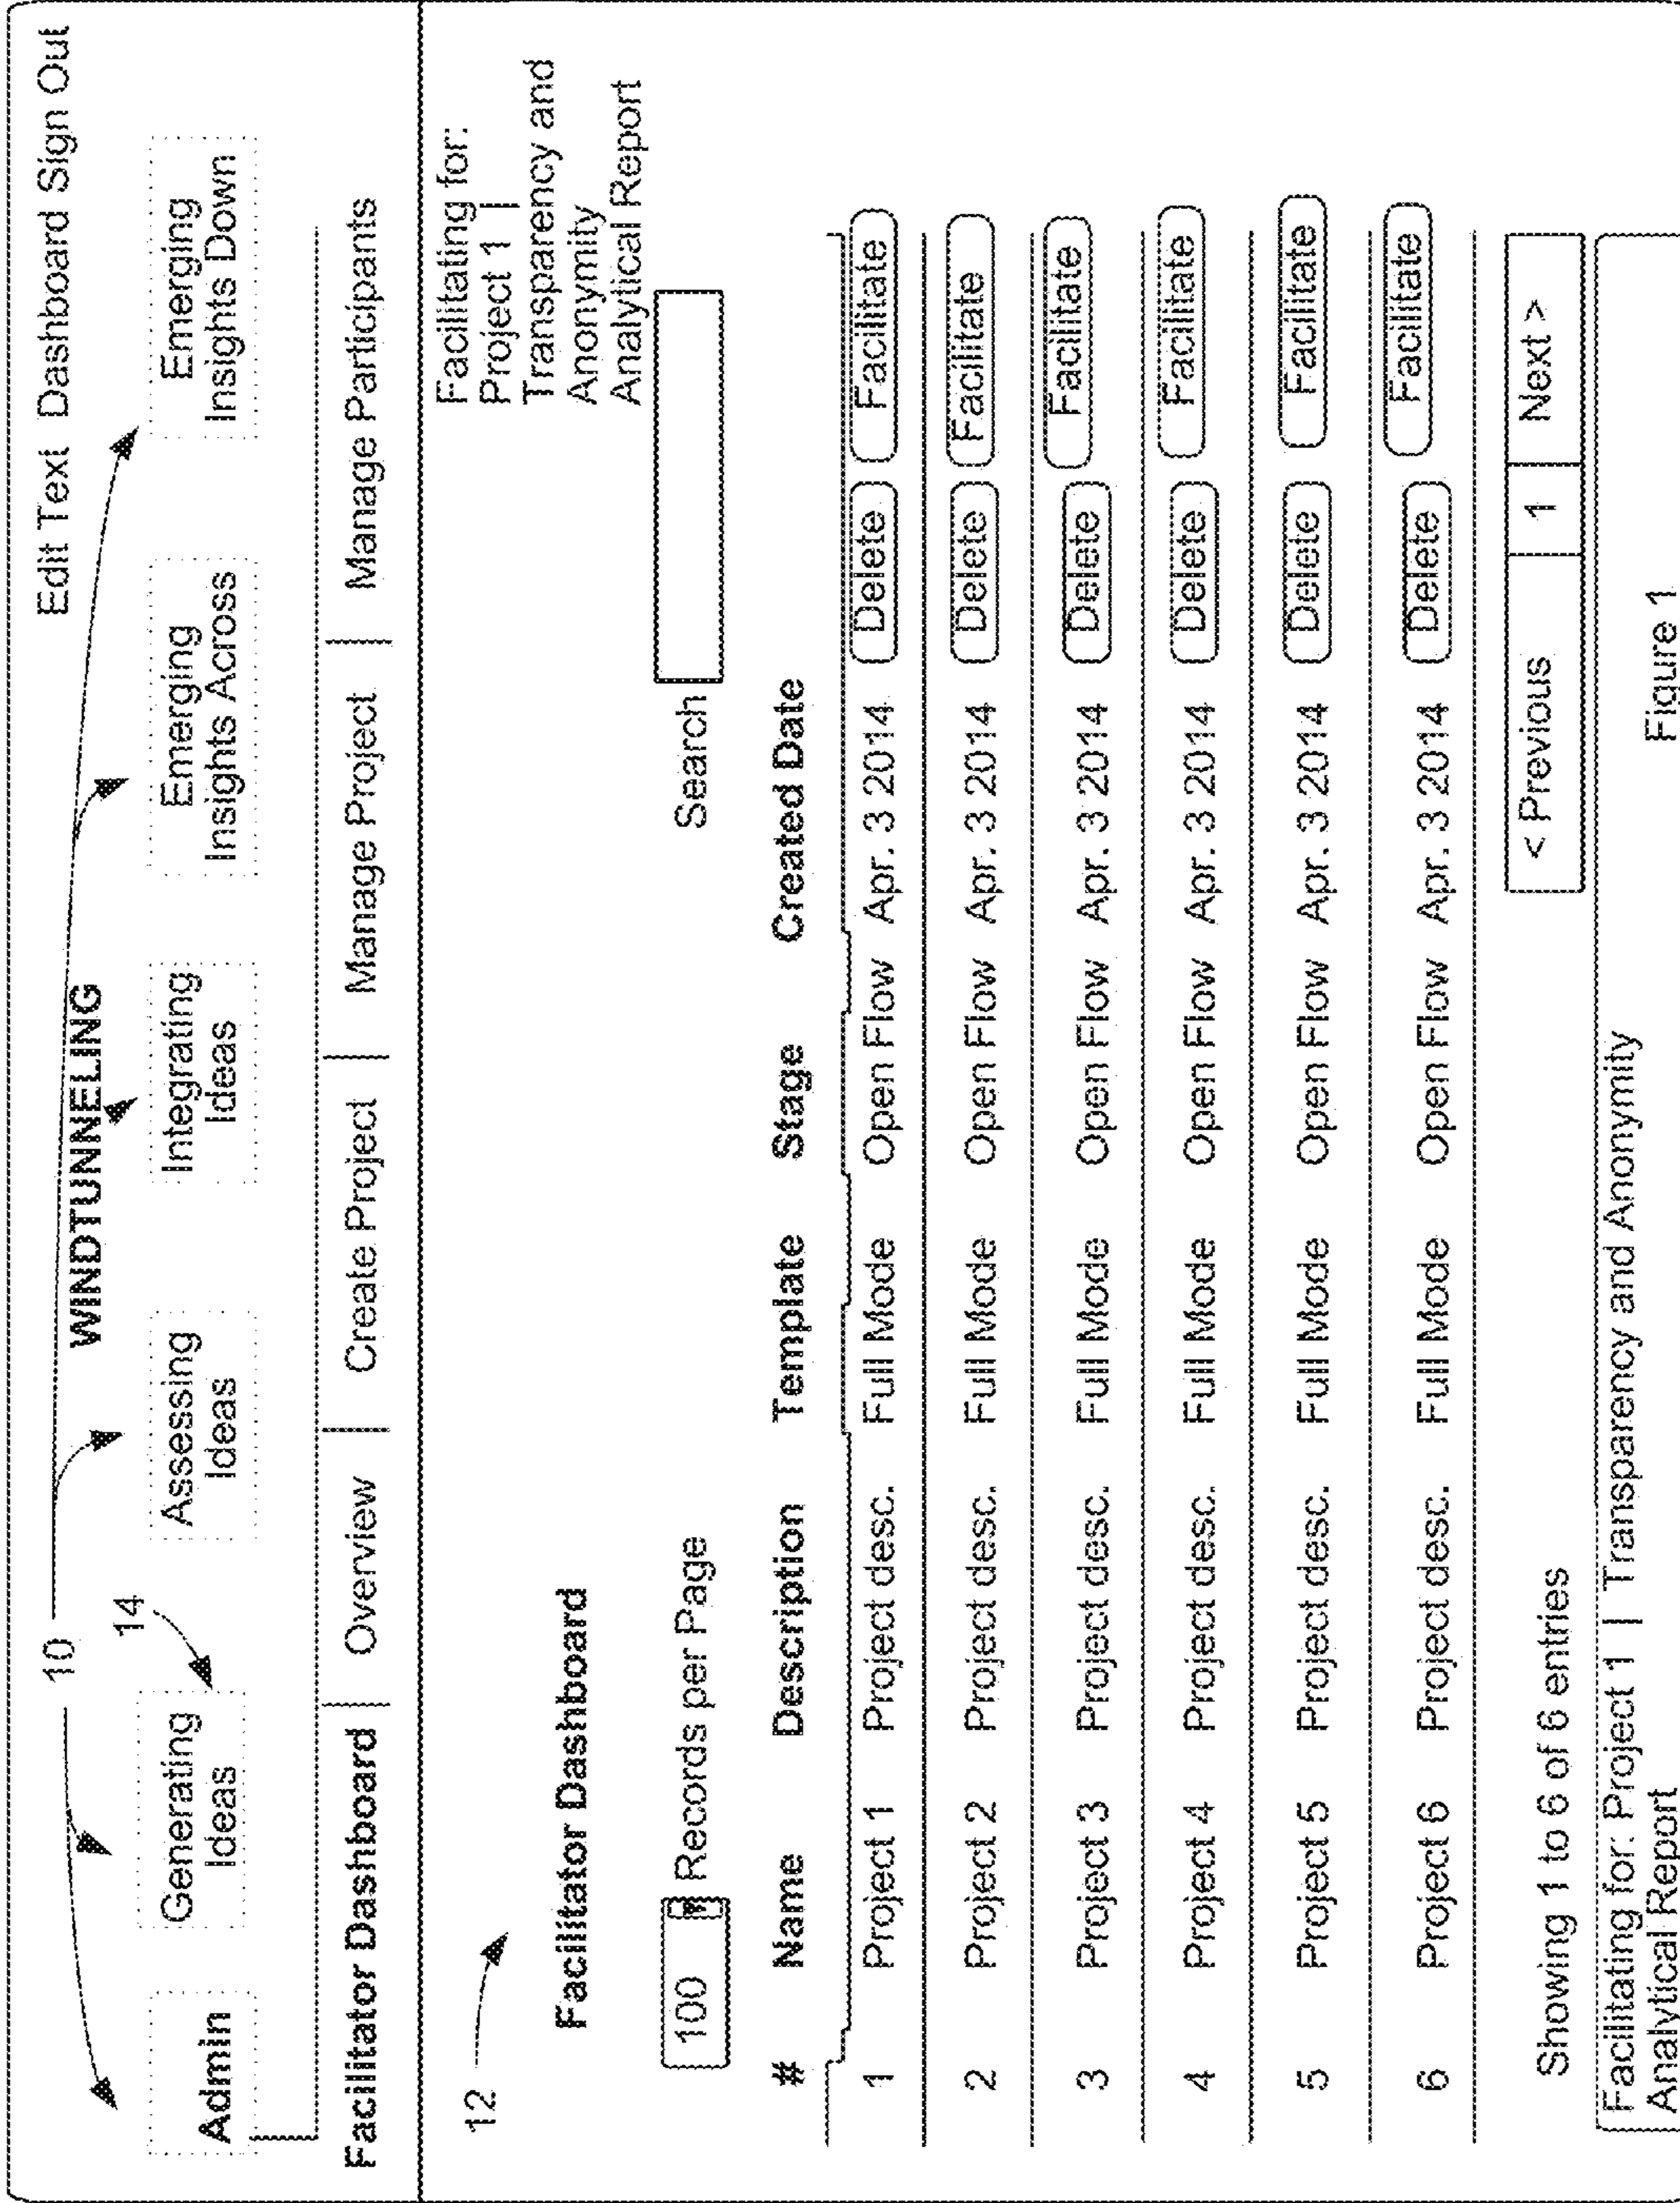 Edit Text Dashboard Sign Out
10
WINDTUNNELING
14
Admin
Generating
Ideas
Assessing
Ideas
Integrating
Ideas
Emerging
Insights Across
Emerging
Insights Down
Facilitator Dashboard | Overview | Create Project | Manage Project | Manage Participants
12
Facilitating for:
Project 1 |
Transparency and
Anonymity
Analytical Report
Facilitator Dashboard
100 Records per Page
Search
# Name Description Template Stage Created Date
1 Project 1 Project desc. Full Mode Open Flow Apr. 3 2014 Delete Facilitate
2 Project 2 Project desc. Full Mode Open Flow Apr. 3 2014 Delete Facilitate
3 Project 3 Project desc. Full Mode Open Flow Apr. 3 2014 Delete Facilitate
4 Project 4 Project desc. Full Mode Open Flow Apr. 3 2014 Delete Facilitate
5 Project 5 Project desc. Full Mode Open Flow Apr. 3 2014 Delete Facilitate
6 Project 6 Project desc. Full Mode Open Flow Apr. 3 2014 Delete Facilitate
Showing 1 to 6 of 6 entries
< Previous 1 Next >
Facilitating for: Project 1 | Transparency and Anonymity
Analytical Report
Figure 1